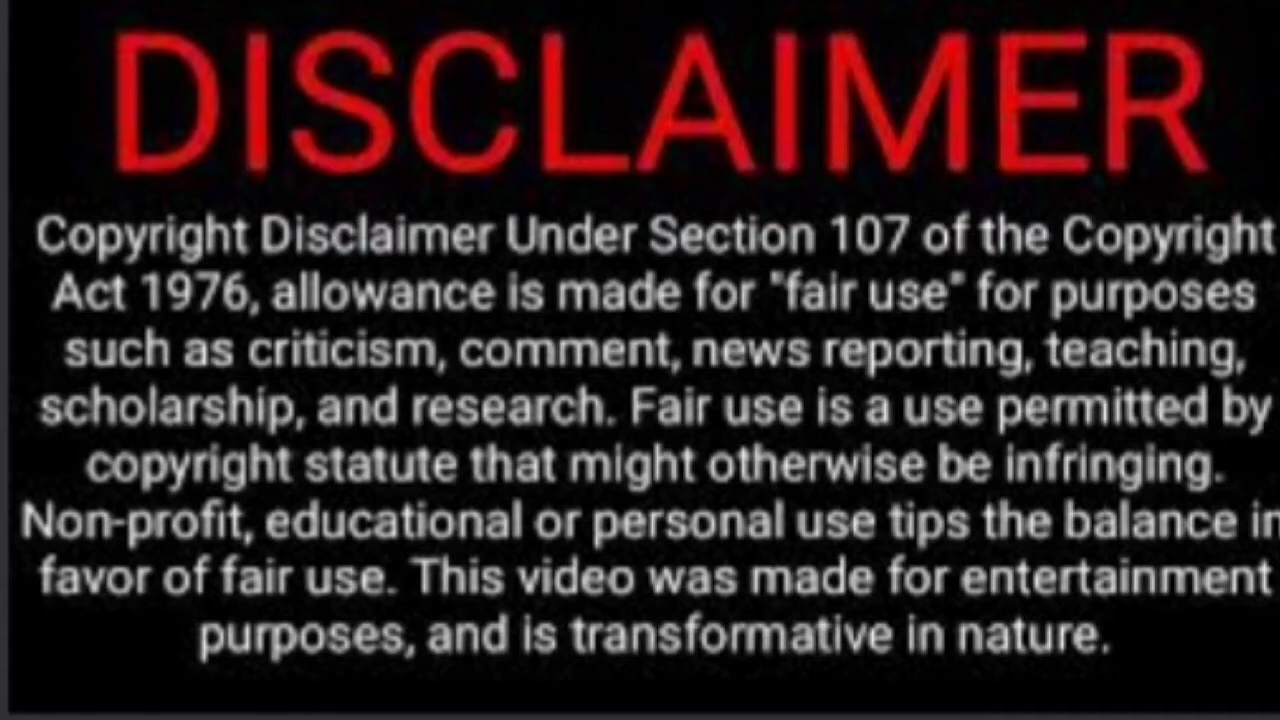 DISCLAIMER
Copyright Disclaimer Under Section 107 of the Copyright
Act 1976, allowance is made for "fair use" for purposes
such as criticism, comment, news reporting, teaching,
scholarship, and research. Fair use is a use permitted by
copyright statute that might otherwise be infringing.
Non-profit, educational or personal use tips the balance in
favor of fair use. This video was made for entertainment
purposes, and is transformative in nature.